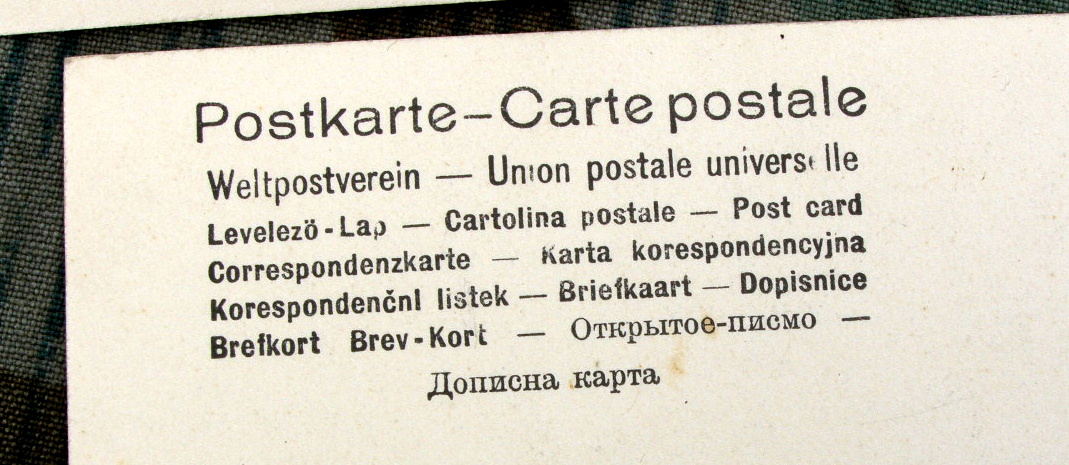 Postkarte – Carte postale
Weltpostverein — Union postale universelle
Levelező-Lap — Cartolina postale — Post card
Correspondenzkarte — Karta korespondencyjna
Korespondenčnl listek — Briefkaart — Dopisnice
Brefkort Brev-Kort — Открытое-писмо —
Дописна карта